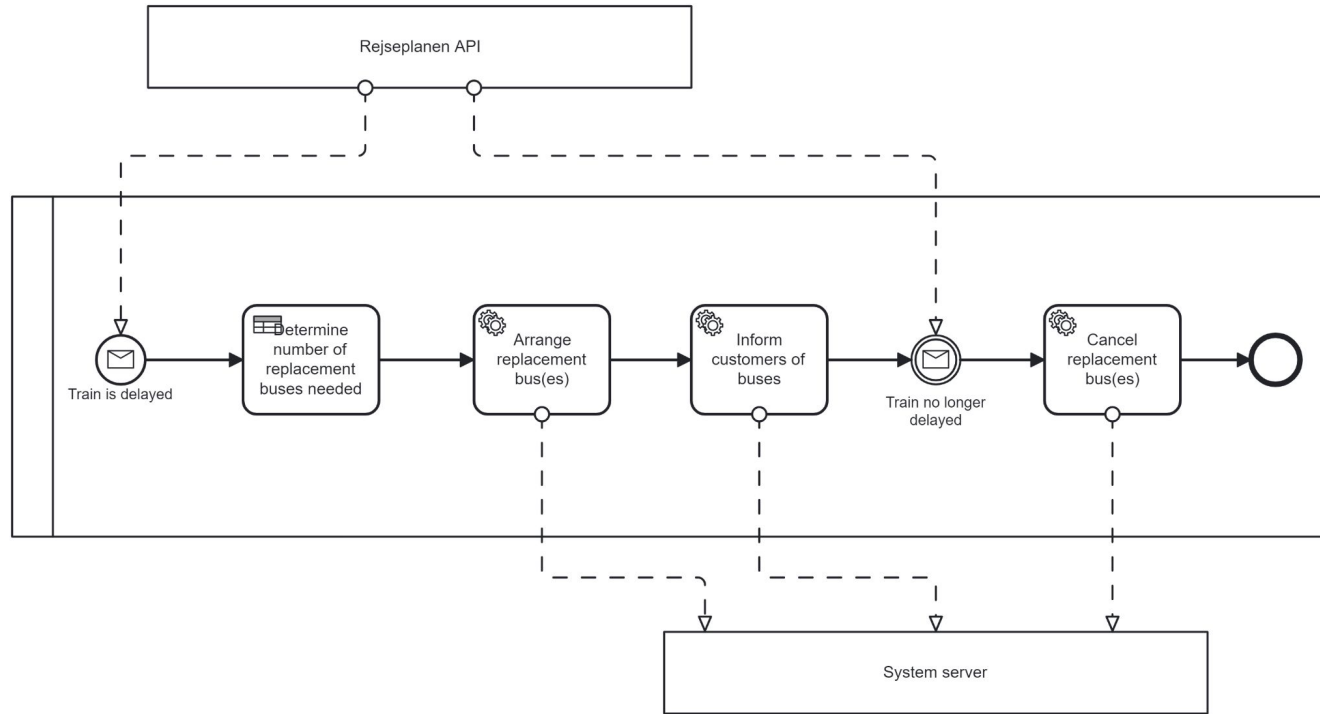 Rejseplanen API
Train is delayed
Determine
number of
replacement
buses needed
Arrange
replacement
bus(es)
Inform
customers of
buses
Train no longer
delayed
Cancel
replacement
bus(es)
System server